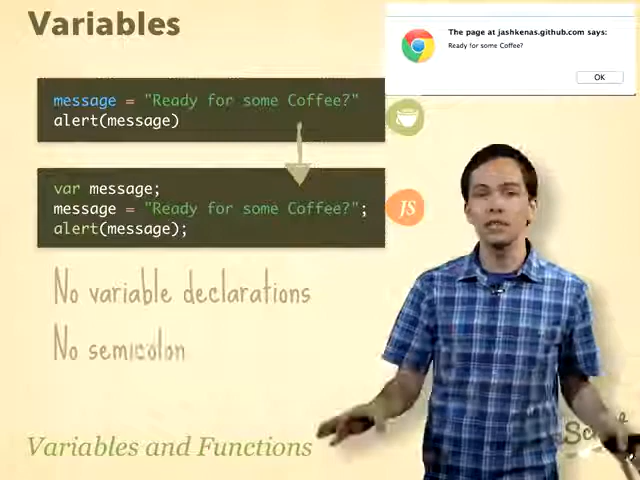 Variables
The page at jashkenas.github.com says:
Ready for some Coffee?
OK
message = "Ready for some Coffee?"
alert(message)
var message;
message = "Ready for some Coffee?";
alert(message);
JS
No variable declarations
No semicolon
Variables and Functions